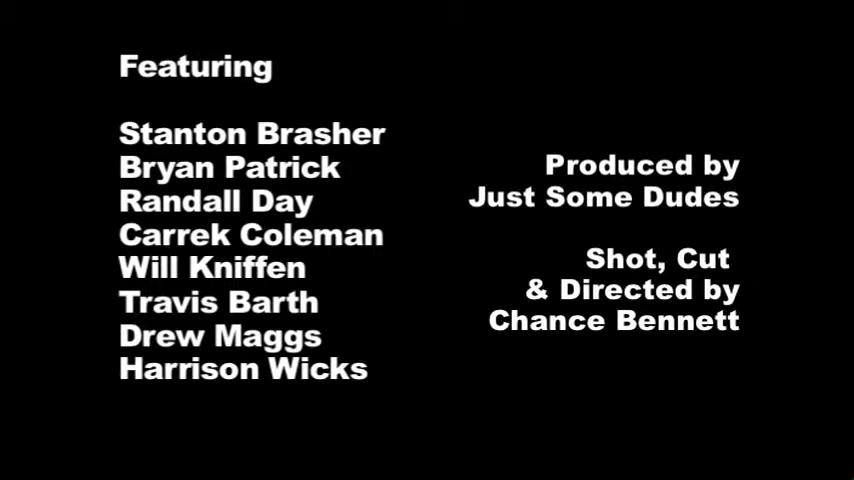 Featuring
Stanton Brasher
Bryan Patrick
Randall Day
Carrek Coleman
Will Kniffen
Travis Barth
Drew Maggs
Harrison Wicks
Produced by
Just Some Dudes
Shot, Cut
& Directed by
Chance Bennett